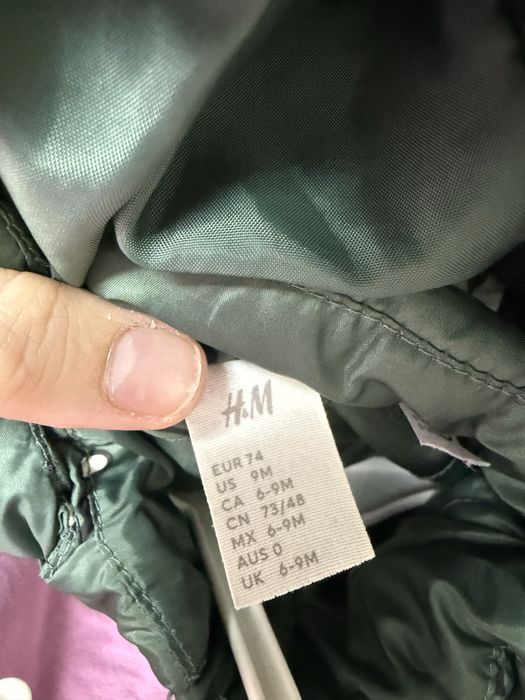 H&M
EUR 74
US 9M
CA 6-9M
CN 73/48
MX 6-9M
AUS 0
UK 6-9M